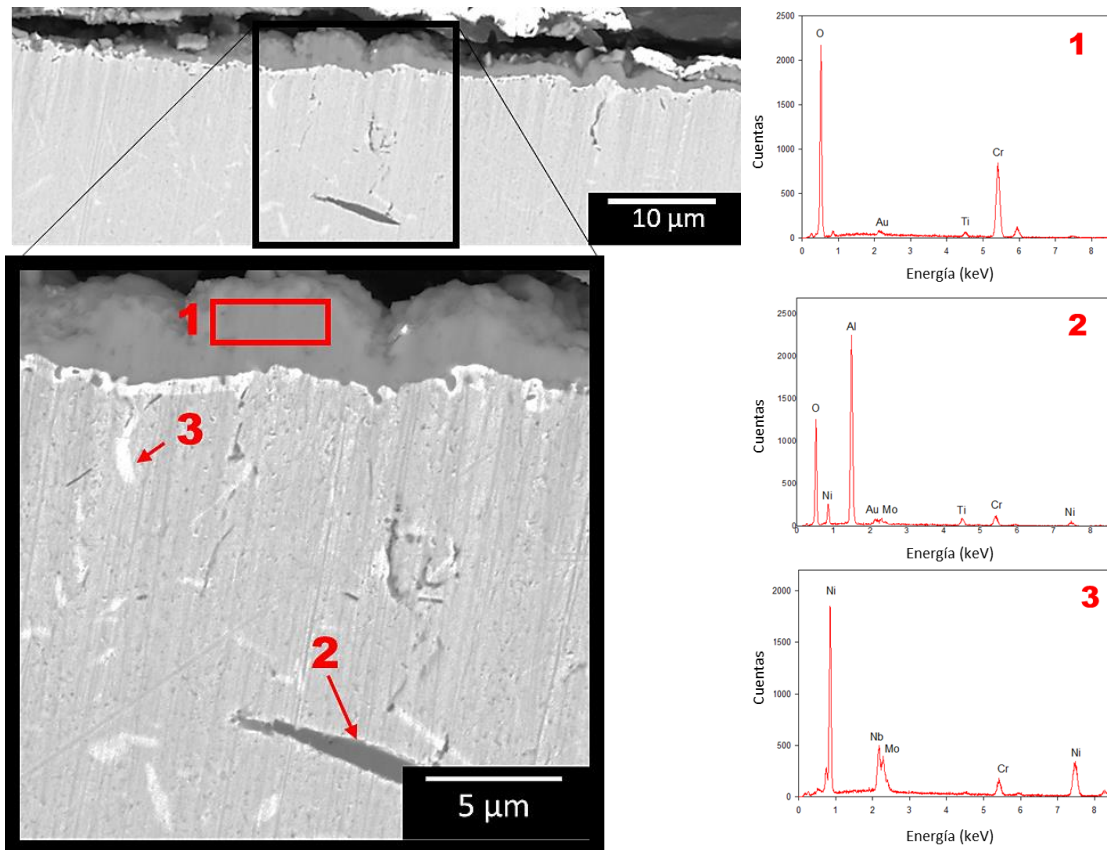 10 µm
1
3
2
5 µm
1
Cuentas
2500
2000
1500
1000
500
0
O
Au
Ti
Cr
0 1 2 3 4 5 6 7 8
Energía (keV)
2
Cuentas
2500
2000
1500
1000
500
0
O
Ni
Al
Au Mo
Ti
Cr
Ni
0 1 2 3 4 5 6 7 8
Energía (keV)
3
Cuentas
2000
1500
1000
500
0
Ni
Nb
Mo
Cr
Ni
0 1 2 3 4 5 6 7 8
Energía (keV)